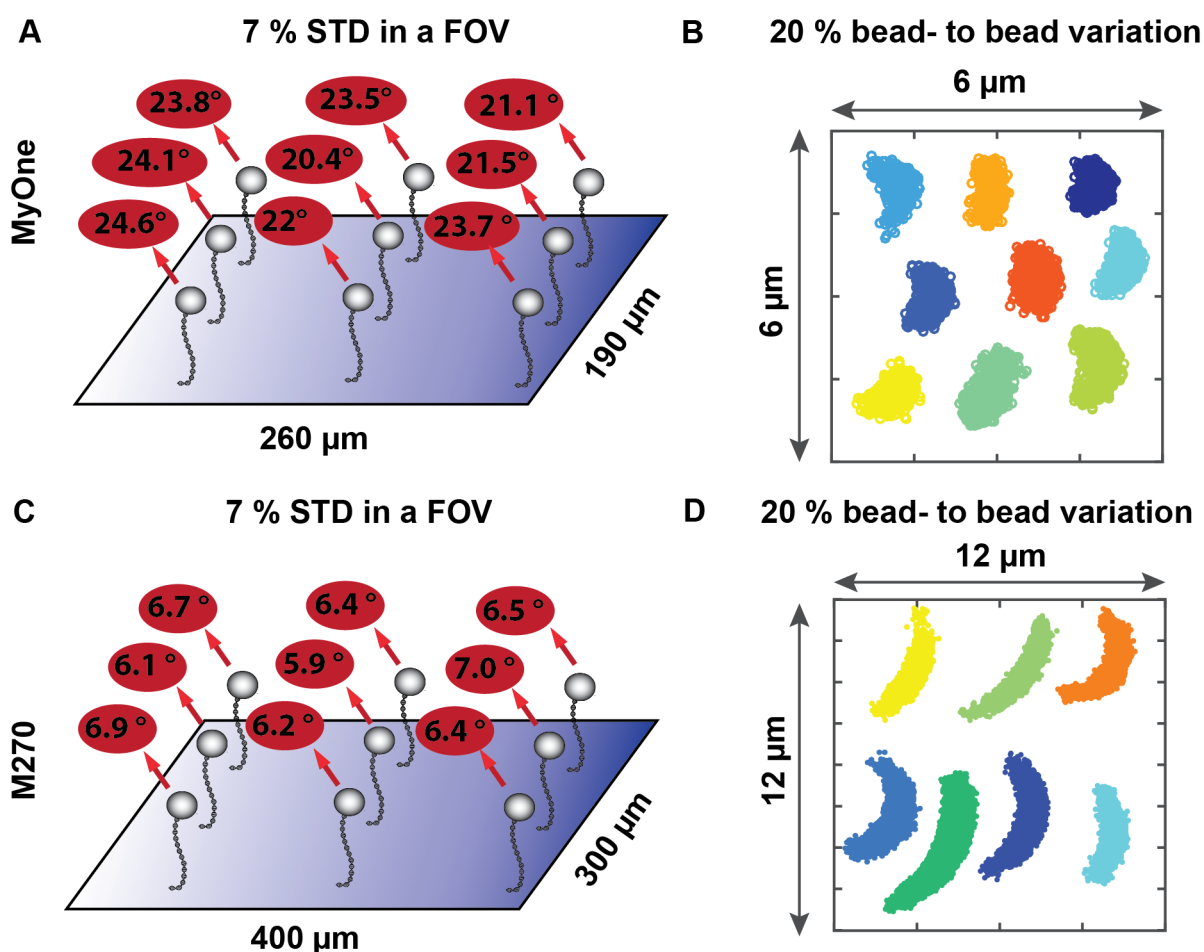 A
7 % STD in a FOV
MyOne
23.8°
23.5°
21.1°
24.1°
20.4°
21.5°
24.6°
22°
23.7 °
190 µm
260 µm
B
20 % bead- to bead variation
6 µm
6 µm
C
7 % STD in a FOV
M270
6.7 °
6.4 °
6.5 °
6.1 °
5.9 °
7.0 °
6.9 °
6.2 °
6.4 °
300 µm
400 µm
D
20 % bead- to bead variation
12 µm
12 µm